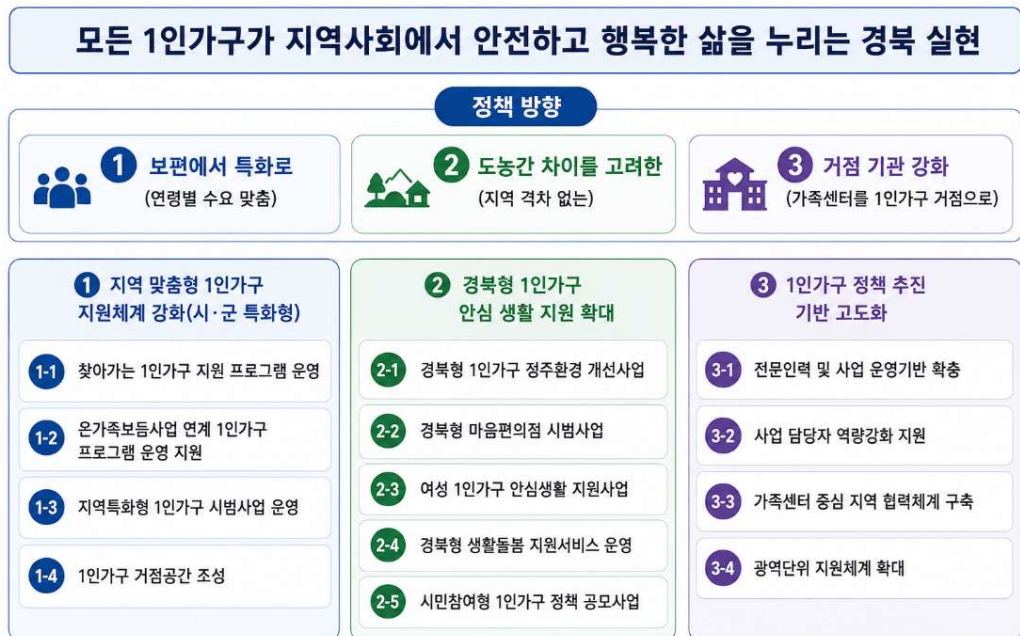 모든 1인가구가 지역사회에서 안전하고 행복한 삶을 누리는 경북 실현
정책 방향
1 보편에서 특화로
(연령별 수요 맞춤)
2 도농간 차이를 고려한
(지역 격차 없는)
3 거점 기관 강화
(가족센터를 1인가구 거점으로)
1 지역 맞춤형 1인가구
지원체계 강화(시·군 특화형)
1-1 찾아가는 1인가구 지원 프로그램 운영
1-2 온가족보듬사업 연계 1인가구
프로그램 운영 지원
1-3 지역특화형 1인가구 시범사업 운영
1-4 1인가구 거점공간 조성
2 경북형 1인가구
안심 생활 지원 확대
2-1 경북형 1인가구 정주환경 개선사업
2-2 경북형 마음편의점 시범사업
2-3 여성 1인가구 안심생활 지원사업
2-4 경북형 생활돌봄 지원서비스 운영
2-5 시민참여형 1인가구 정책 공모사업
3 1인가구 정책 추진
기반 고도화
3-1 전문인력 및 사업 운영기반 확충
3-2 사업 담당자 역량강화 지원
3-3 가족센터 중심 지역 협력체계 구축
3-4 광역단위 지원체계 확대